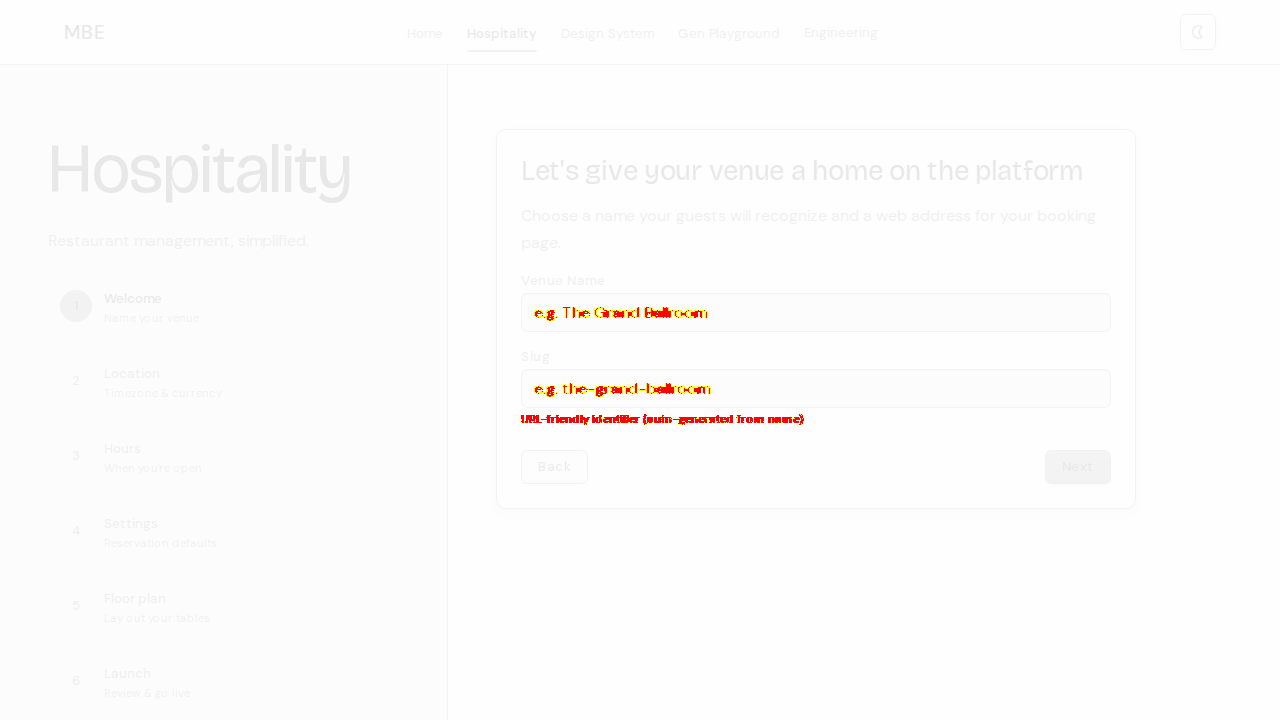 MBE
Home Hospitality Design System Gen Playground Engineering
Hospitality
Restaurant management, simplified.
1 Welcome
Name your venue
2 Location
Timezone & currency
3 Hours
When you're open
4 Settings
Reservation defaults
5 Floor plan
Lay out your tables
6 Launch
Review & go live
Let's give your venue a home on the platform
Choose a name your guests will recognize and a web address for your booking
page.
Venue Name
e.g. The Grand Ballroom
Slug
e.g. the-grand-ballroom
URL-friendly identifier (auto-generated from name)
Back Next